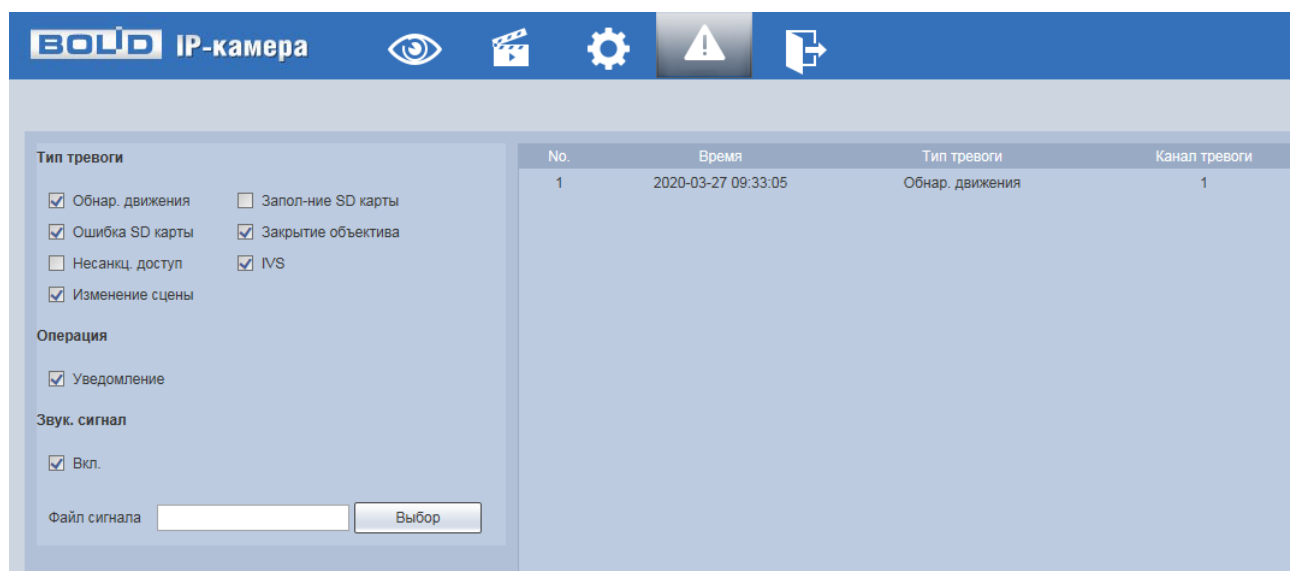 BOLID IP-камера
Тип тревоги
Обнар. движения Запол-ние SD карты
Ошибка SD карты Закрытие объектива
Несанкц. доступ IVS
Изменение сцены
Операция
Уведомление
Звук. сигнал
Вкл.
Файл сигнала Выбор
No. Время Тип тревоги Канал тревоги
1 2020-03-27 09:33:05 Обнар. движения 1